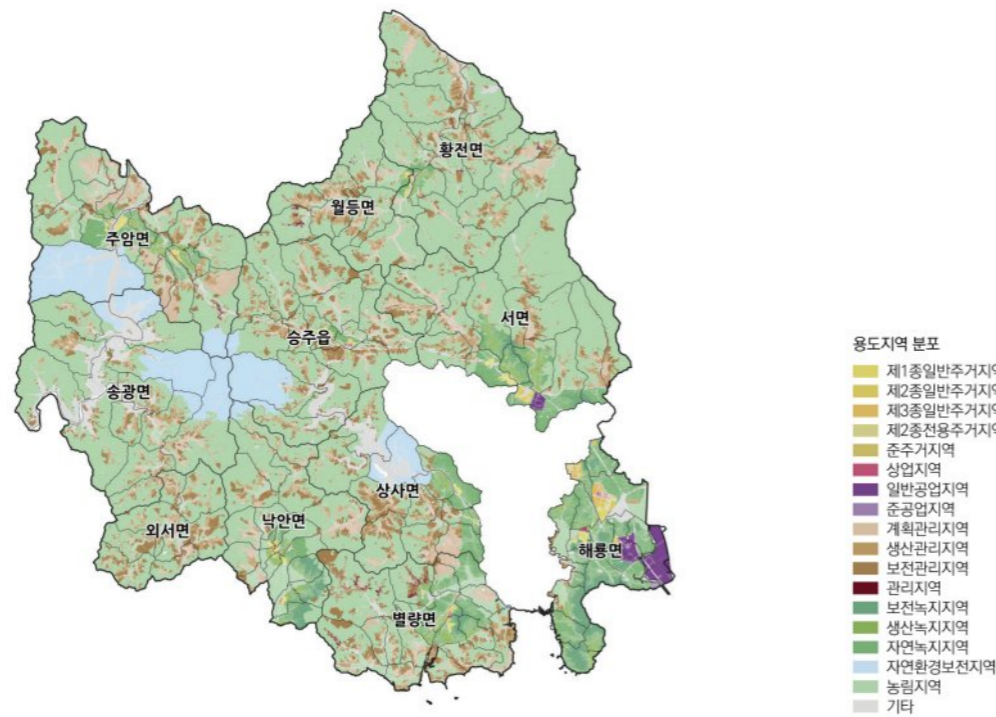 황전면
월등면
주암면
서면
승주읍
송광면
상사면
외서면
낙안면
해룡면
별량면
용도지역 분포
제1종일반주거지역
제2종일반주거지역
제3종일반주거지역
제2종전용주거지역
준주거지역
상업지역
일반공업지역
준공업지역
계획관리지역
생산관리지역
보전관리지역
관리지역
보전녹지지역
생산녹지지역
자연녹지지역
자연환경보전지역
농림지역
기타